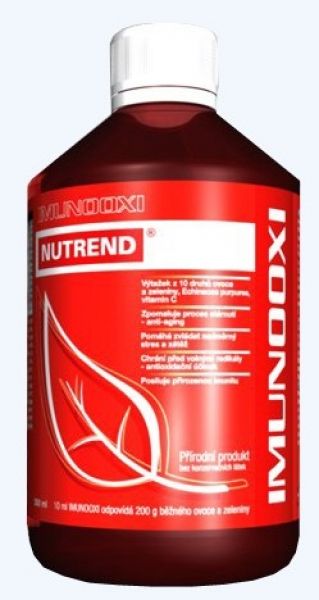 IMUNOOXI
NUTREND®
Výtažek z 10 druhů ovoce
a zeleniny, Echinacea purpurea,
vitamin C
Zpomaluje proces stárnutí
- anti-aging
Pomáhá zvládat nadměrný
stres a zátěž
Chrání před volnými radikály
- antioxidační účinek
Posiluje přirozenou imunitu
Přírodní produkt
bez konzervačních látek
10 ml IMUNOOXI odpovídá 200 g běžného ovoce a zeleniny
IMUNOOXI